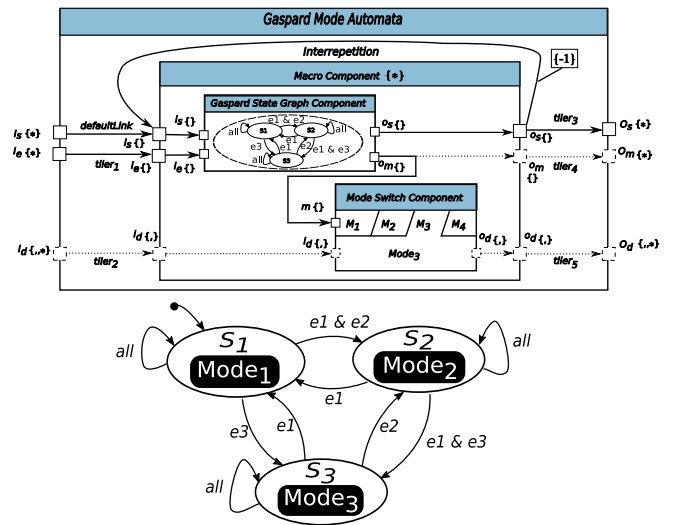 Gaspard Mode Automata
Interrepetition
{-1}
Macro Component {*}
Gaspard State Graph Component
Is{*}
defaultLink
Is{}
Is{}
e1 & e2
all
S1
S2
all
e1
e3
e1
e2
e1 & e3
all
S3
os{}
os{}
tiler3
Os{*}
Ie{*}
tiler1
Ie{}
Ie{}
om{}
om
{}
tiler4
Om{*}
Mode Switch Component
m{}
M1 M2 M3 M4
Mode3
Id{,,*}
tiler2
Id{,}
Id{,}
od{,}
od{,}
tiler5
Od{,,*}
e1 & e2
all
S1
Mode1
S2
Mode2
all
e1
e3
e1
e2
e1 & e3
all
S3
Mode3